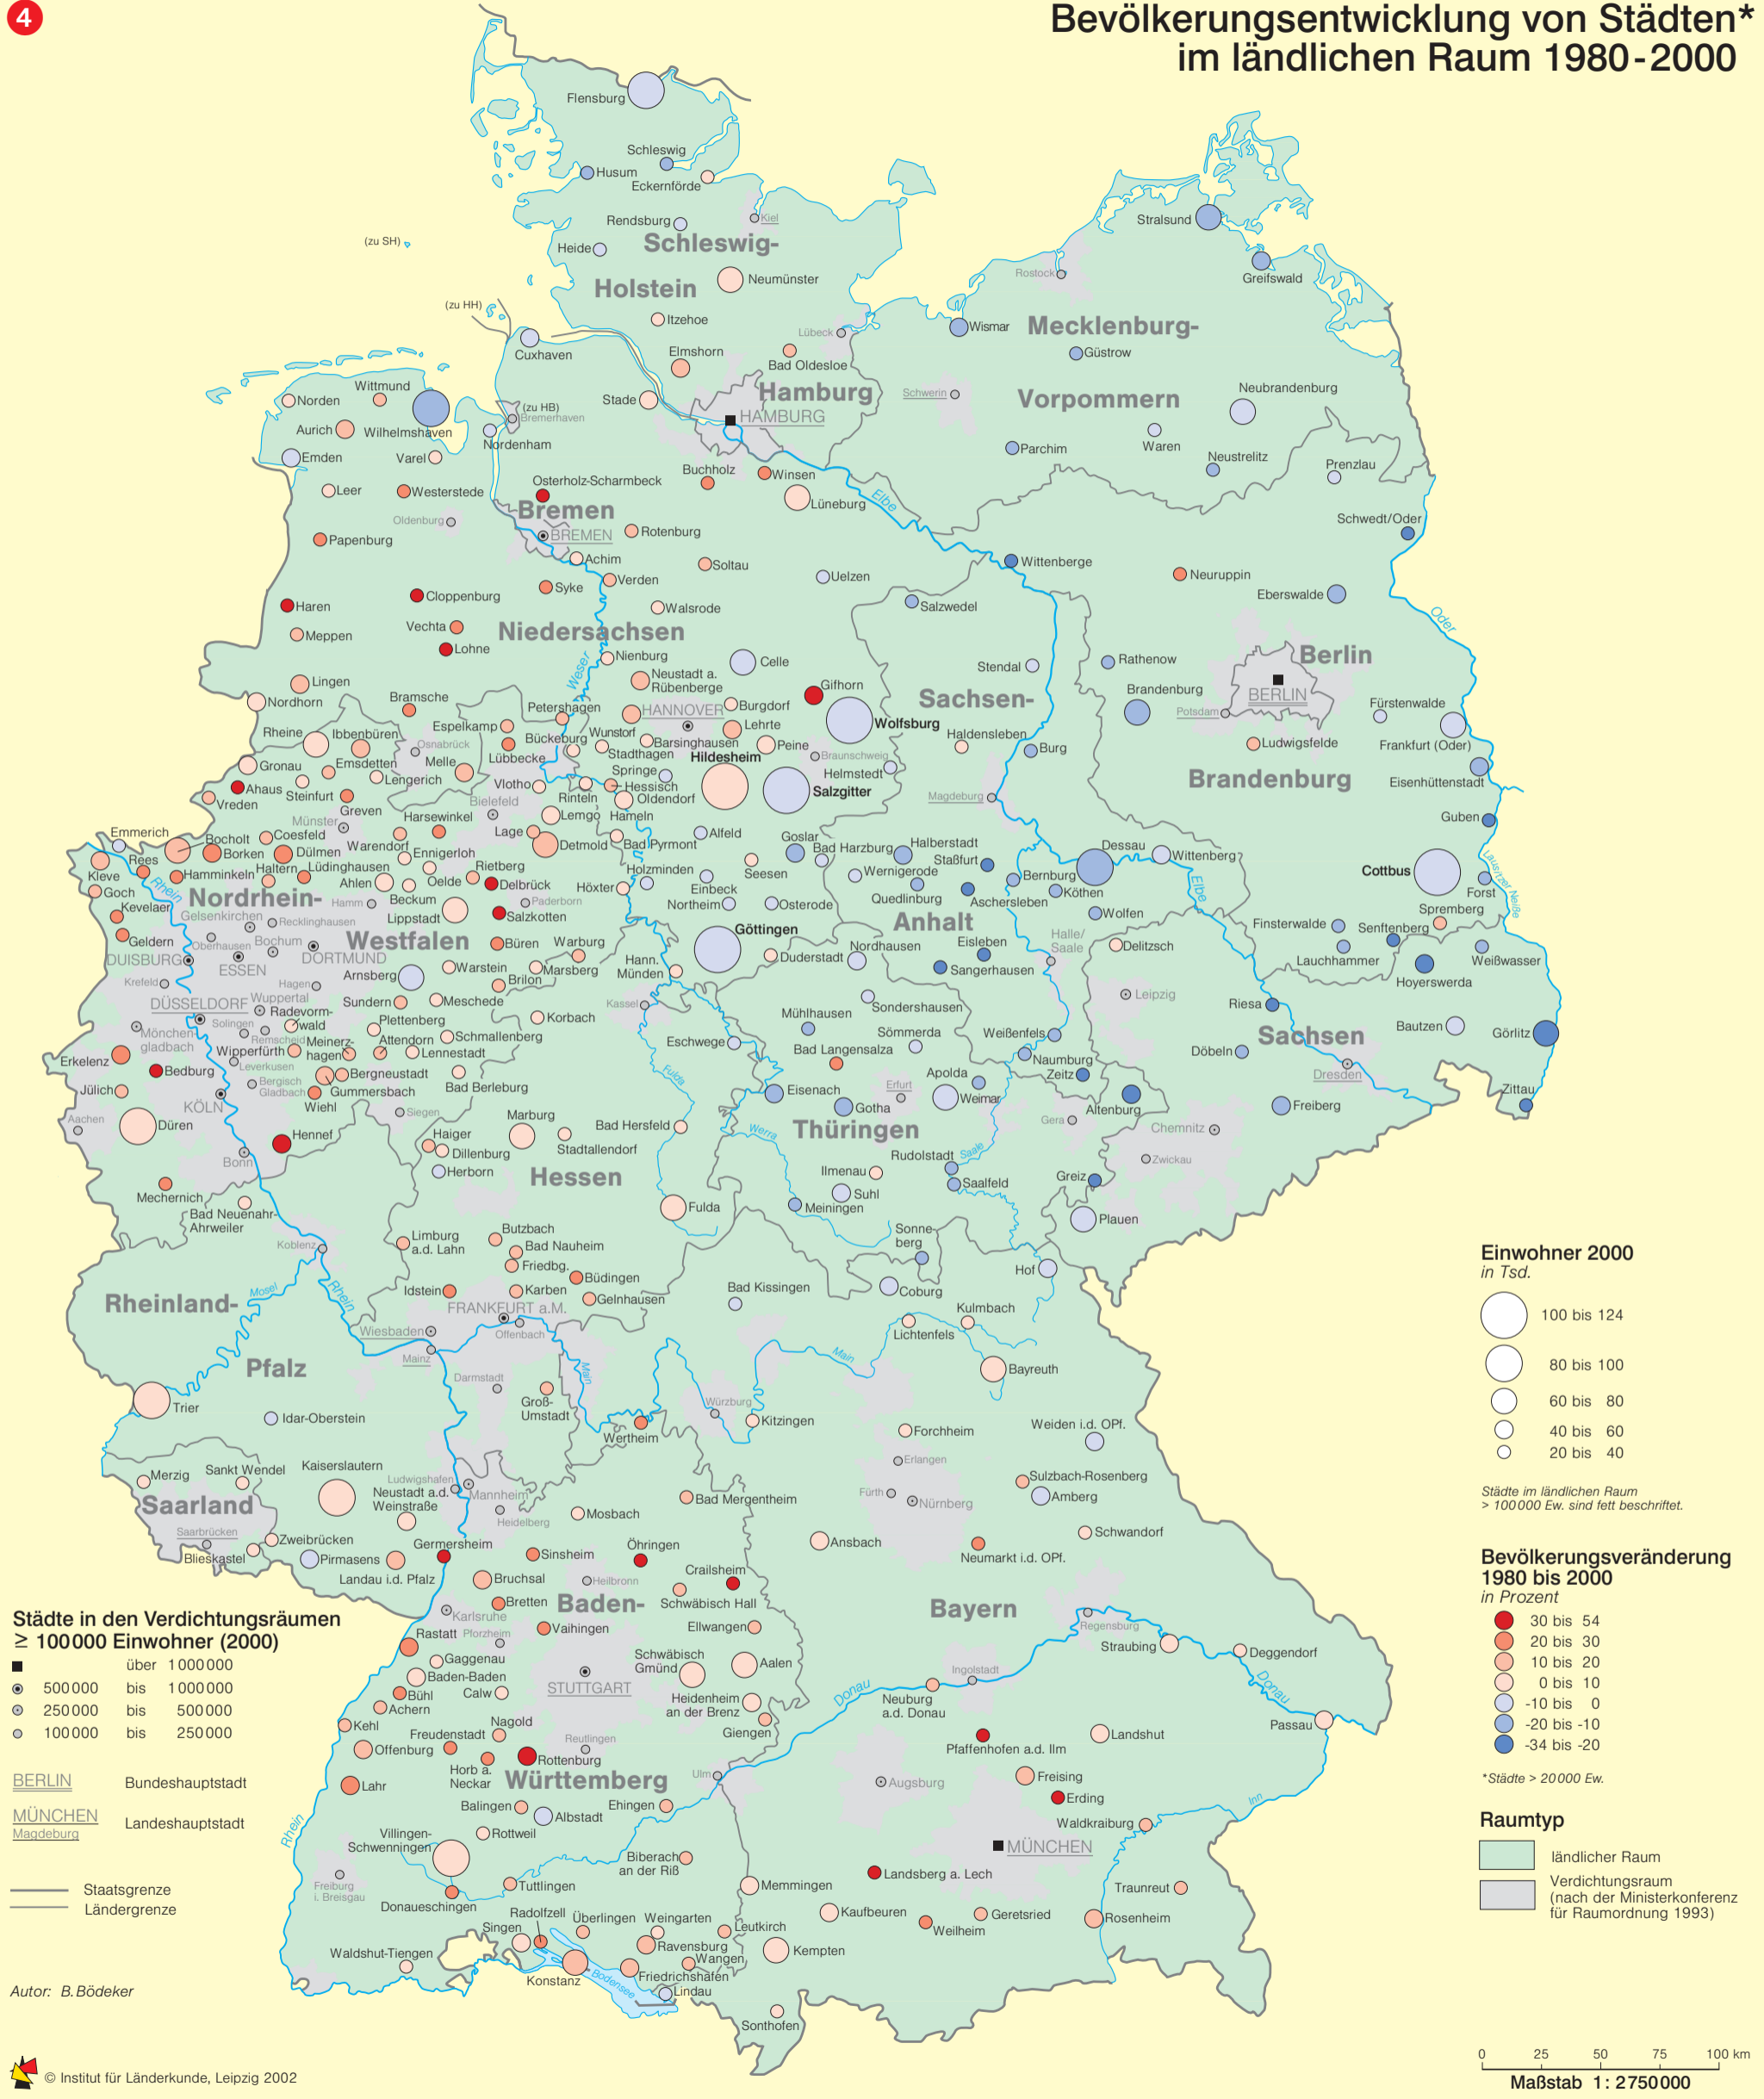 4
Bevölkerungsentwicklung von Städten*
im ländlichen Raum 1980-2000
Flensburg
Schleswig
Husum
Eckernförde
Kiel
Rendsburg
Heide
Schleswig-
Holstein
Neumünster
Itzehoe
Lübeck
Elmshorn
Bad Oldesloe
(zu SH)
(zu HH)
(zu HB)
Stralsund
Greifswald
Rostock
Wismar
Mecklenburg-
Vorpommern
Güstrow
Schwerin
Neubrandenburg
Waren
Parchim
Neustrelitz
Prenzlau
Cuxhaven
Stade
Hamburg
HAMBURG
Wittmund
Norden
Aurich
Wilhelmshaven
Bremerhaven
Nordenham
Emden
Varel
Leer
Westerstede
Osterholz-Scharmbeck
Buchholz
Winsen
Lüneburg
Elbe
Oldenburg
Bremen
BREMEN
Rotenburg
Papenburg
Achim
Soltau
Verden
Syke
Uelzen
Walsrode
Haren
Cloppenburg
Meppen
Vechta
Lohne
Niedersachsen
Weser
Nienburg
Celle
Neustadt a.
Rübenberge
Lingen
Nordhorn
Bramsche
Petershagen
Burgdorf
Gifhorn
Wolfsburg
HANNOVER
Lehrte
Espelkamp
Wunstorf
Bückeburg
Barsinghausen
Stadthagen
Peine
Braunschweig
Rheine
Ibbenbüren
Osnabrück
Lübbecke
Hildesheim
Helmstedt
Salzgitter
Gronau
Emsdetten
Melle
Lengerich
Vlotho
Springe
Hessisch
Oldendorf
Rinteln
Hameln
Ahaus
Steinfurt
Vreden
Greven
Bielefeld
Lemgo
Münster
Harsewinkel
Lage
Detmold
Bad Pyrmont
Alfeld
Goslar
Bad Harzburg
Seesen
Emmerich
Bocholt
Coesfeld
Warendorf
Ennigerloh
Rees
Borken
Dülmen
Kleve
Hamminkeln
Haltern
Lüdinghausen
Rietberg
Goch
Rhein
Ahlen
Oelde
Beckum
Delbrück
Höxter
Holzminden
Einbeck
Northeim
Osterode
Nordrhein-
Westfalen
Kevelaer
Gelsenkirchen
Recklinghausen
Hamm
Lippstadt
Paderborn
Salzkotten
Geldern
Oberhausen
Bochum
DUISBURG
ESSEN
DORTMUND
Büren
Warburg
Göttingen
Duderstadt
Krefeld
Hagen
Arnsberg
Warstein
Marsberg
Brilon
Hann.
Münden
DÜSSELDORF
Wuppertal
Sundern
Meschede
Kassel
Radevorm-
wald
Solingen
Remscheid
Plettenberg
Korbach
Mönchen-
gladbach
Meinerz-
hagen
Attendorn
Schmallenberg
Wipperfürth
Lennestadt
Erkelenz
Leverkusen
Bedburg
Bergneustadt
Bad Berleburg
Bergisch
Gladbach
Gummersbach
Jülich
Wiehl
KÖLN
Siegen
Aachen
Düren
Hennef
Bonn
Mechernich
Bad Neuenahr-
Ahrweiler
Wittenberge
Salzwedel
Schwedt/Oder
Neuruppin
Eberswalde
Oder
Berlin
BERLIN
Rathenow
Stendal
Sachsen-
Anhalt
Brandenburg
Potsdam
Fürstenwalde
Frankfurt (Oder)
Haldensleben
Burg
Ludwigsfelde
Brandenburg
Eisenhüttenstadt
Magdeburg
Guben
Halberstadt
Staßfurt
Wernigerode
Bernburg
Quedlinburg
Aschersleben
Dessau
Wittenberg
Köthen
Elbe
Cottbus
Lausitzer Neiße
Forst
Spremberg
Wolfen
Finsterwalde
Senftenberg
Lauchhammer
Weißwasser
Hoyerswerda
Nordhausen
Eisleben
Sangerhausen
Halle/
Saale
Delitzsch
Leipzig
Riesa
Sachsen
Bautzen
Görlitz
Döbeln
Dresden
Zittau
Freiberg
Sondershausen
Mühlhausen
Sömmerda
Weißenfels
Naumburg
Zeitz
Altenburg
Eschwege
Bad Langensalza
Apolda
Erfurt
Weimar
Eisenach
Gotha
Thüringen
Gera
Chemnitz
Zwickau
Fulda
Werra
Saale
Rudolstadt
Saalfeld
Ilmenau
Suhl
Meiningen
Greiz
Plauen
Sonne-
berg
Hof
Marburg
Stadtallendorf
Bad Hersfeld
Haiger
Dillenburg
Herborn
Hessen
Fulda
Koblenz
Limburg
a.d. Lahn
Butzbach
Bad Nauheim
Friedbg.
Büdingen
Idstein
Karben
Gelnhausen
FRANKFURT a.M.
Offenbach
Wiesbaden
Mainz
Darmstadt
Groß-
Umstadt
Main
Rheinland-
Pfalz
Mosel
Rhein
Trier
Idar-Oberstein
Bad Kissingen
Coburg
Lichtenfels
Kulmbach
Main
Bayreuth
Würzburg
Kitzingen
Wertheim
Forchheim
Weiden i.d. OPf.
Erlangen
Sulzbach-Rosenberg
Fürth
Nürnberg
Amberg
Ansbach
Schwandorf
Neumarkt i.d. OPf.
Merzig
Sankt Wendel
Kaiserslautern
Saarland
Saarbrücken
Ludwigshafen
Neustadt a.d.
Weinstraße
Mannheim
Heidelberg
Bad Mergentheim
Mosbach
Zweibrücken
Blieskastel
Pirmasens
Germersheim
Landau i.d. Pfalz
Sinsheim
Öhringen
Bruchsal
Heilbronn
Crailsheim
Schwäbisch Hall
Bretten
Karlsruhe
Baden-
Württemberg
Pforzheim
Vaihingen
Ellwangen
Rastatt
Gaggenau
Baden-Baden
Calw
Bühl
Achern
STUTTGART
Schwäbisch
Gmünd
Aalen
Heidenheim
an der Brenz
Giengen
Kehl
Nagold
Freudenstadt
Reutlingen
Offenburg
Rottenburg
Horb a.
Neckar
Ulm
Lahr
Balingen
Albstadt
Ehingen
Rottweil
Villingen-
Schwenningen
Biberach
an der Riß
Freiburg
i. Breisgau
Donaueschingen
Tuttlingen
Rhein
Radolfzell
Überlingen
Weingarten
Leutkirch
Singen
Ravensburg
Wangen
Waldshut-Tiengen
Konstanz
Bodensee
Friedrichshafen
Lindau
Bayern
Regensburg
Straubing
Deggendorf
Donau
Passau
Ingolstadt
Donau
Neuburg
a.d. Donau
Pfaffenhofen a.d. Ilm
Landshut
Augsburg
Freising
Erding
Inn
Waldkraiburg
MÜNCHEN
Landsberg a. Lech
Memmingen
Traunreut
Kaufbeuren
Geretsried
Weilheim
Rosenheim
Kempten
Sonthofen
Städte in den Verdichtungsräumen
≥ 100000 Einwohner (2000)
über 1000000
500000 bis 1000000
250000 bis 500000
100000 bis 250000
BERLIN Bundeshauptstadt
MÜNCHEN
Magdeburg
Landeshauptstadt
Staatsgrenze
Ländergrenze
Autor: B.Bödeker
© Institut für Länderkunde, Leipzig 2002
Einwohner 2000
in Tsd.
100 bis 124
80 bis 100
60 bis 80
40 bis 60
20 bis 40
Städte im ländlichen Raum
> 100000 Ew. sind fett beschriftet.
Bevölkerungsveränderung
1980 bis 2000
in Prozent
30 bis 54
20 bis 30
10 bis 20
0 bis 10
-10 bis 0
-20 bis -10
-34 bis -20
*Städte > 20000 Ew.
Raumtyp
ländlicher Raum
Verdichtungsraum
(nach der Ministerkonferenz
für Raumordnung 1993)
0 25 50 75 100 km
Maßstab 1:2750000